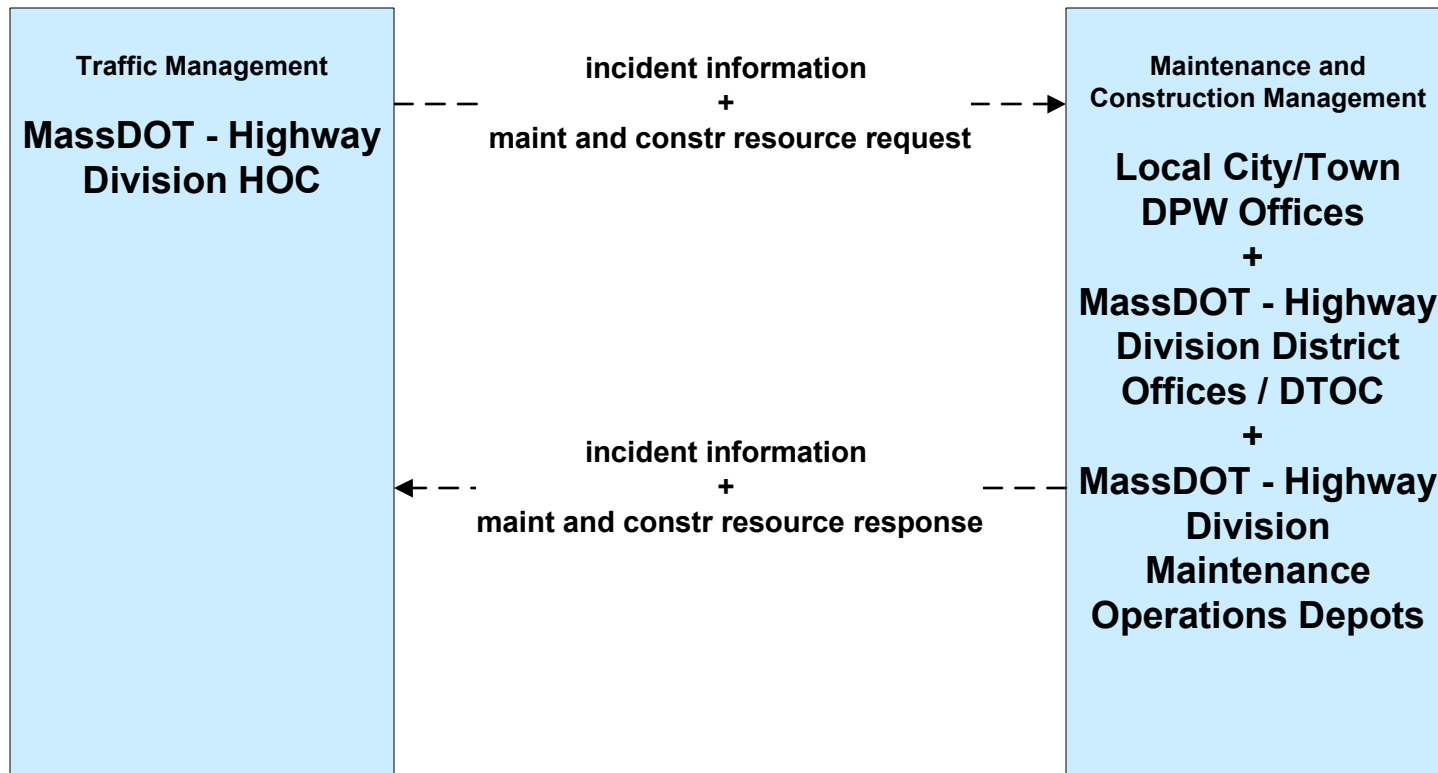 Traffic Management
MassDOT - Highway
Division HOC
incident information
+
maint and constr resource request
incident information
+
maint and constr resource response
Maintenance and
Construction Management
Local City/Town
DPW Offices
+
MassDOT - Highway
Division District
Offices / DTOC
+
MassDOT - Highway
Division
Maintenance
Operations Depots